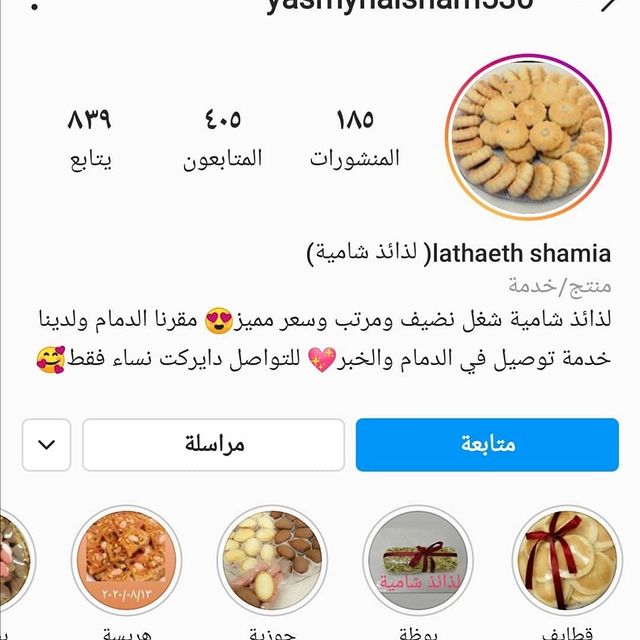 ١٨٥ ٤٠٥ ٨٣٩
المنشورات المتابعون يتابع
lathaeth shamia( لذائذ شامية)
منتج/خدمة
لذائذ شامية شغل نضيف ومرتب وسعر مميز😍 مقرنا الدمام ولدينا
خدمة توصيل في الدمام والخبر💖 للتواصل دايركت نساء فقط🥰
متابعة مراسلة
لذائذ شامية
٢٠٢٠/٠٨/١٣
قطايف بوظة جوزية هريسة